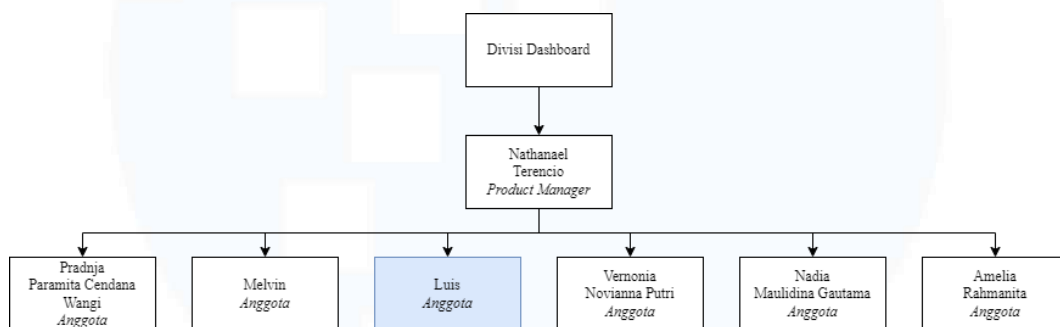 Divisi Dashboard
Nathanael
Terencio
Product Manager
Pradnja
Paramita Cendana
Wangi
Anggota
Melvin
Anggota
Luis
Anggota
Vernonia
Novianna Putri
Anggota
Nadia
Maulidina Gautama
Anggota
Amelia
Rahmanita
Anggota